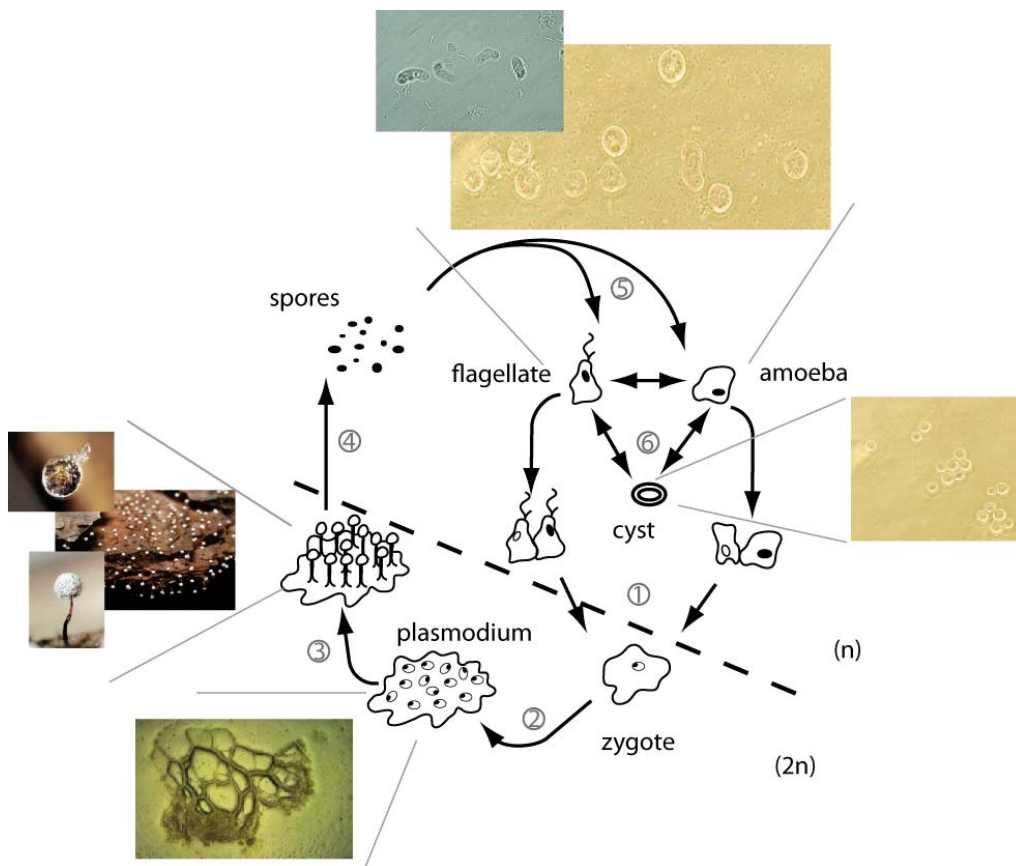 spores
⑤
flagellate
amoeba
④
⑥
cyst
①
plasmodium
(n)
③
②
zygote
(2n)